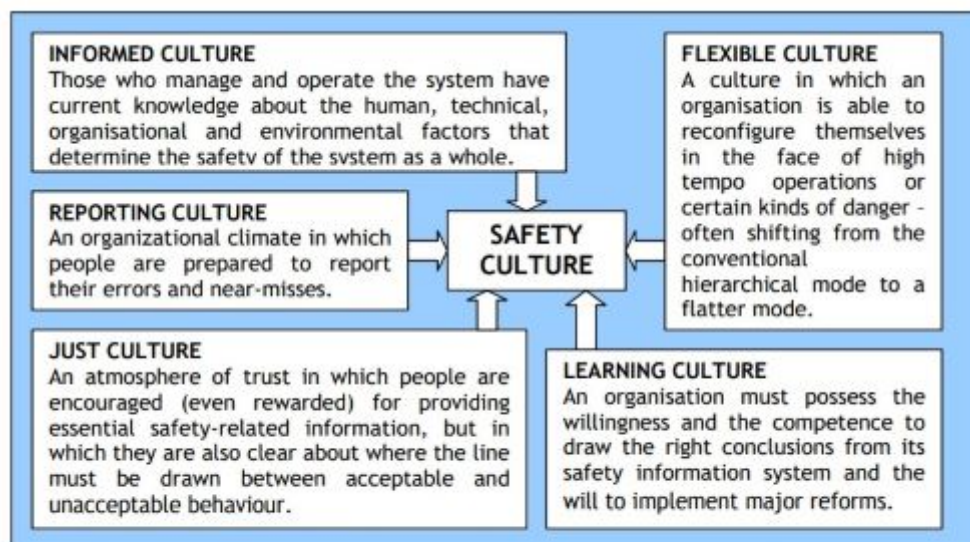 INFORMED CULTURE
Those who manage and operate the system have
current knowledge about the human, technical,
organisational and environmental factors that
determine the safety of the system as a whole.
FLEXIBLE CULTURE
A culture in which an
organisation is able to
reconfigure themselves
in the face of high
tempo operations or
certain kinds of danger –
often shifting from the
conventional
hierarchical mode to a
flatter mode.
REPORTING CULTURE
An organizational climate in which
people are prepared to report
their errors and near-misses.
SAFETY
CULTURE
JUST CULTURE
An atmosphere of trust in which people are
encouraged (even rewarded) for providing
essential safety-related information, but in
which they are also clear about where the line
must be drawn between acceptable and
unacceptable behaviour.
LEARNING CULTURE
An organisation must possess the
willingness and the competence to
draw the right conclusions from its
safety information system and the
will to implement major reforms.